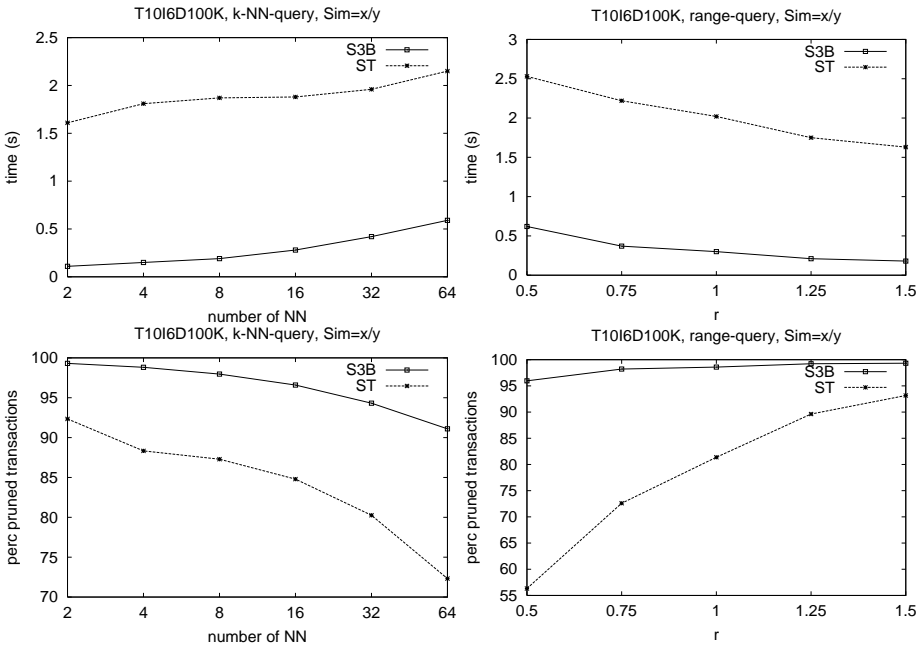 T10I6D100K, k-NN-query, Sim=x/y
2.5
2
1.5
1
0.5
0
time (s)
S3B
ST
2 4 8 16 32 64
number of NN
T10I6D100K, range-query, Sim=x/y
3
2.5
2
1.5
1
0.5
0
time (s)
S3B
ST
0.5 0.75 1 1.25 1.5
r
T10I6D100K, k-NN-query, Sim=x/y
100
95
90
85
80
75
70
perc pruned transactions
S3B
ST
2 4 8 16 32 64
number of NN
T10I6D100K, range-query, Sim=x/y
100
95
90
85
80
75
70
65
60
55
perc pruned transactions
S3B
ST
0.5 0.75 1 1.25 1.5
r